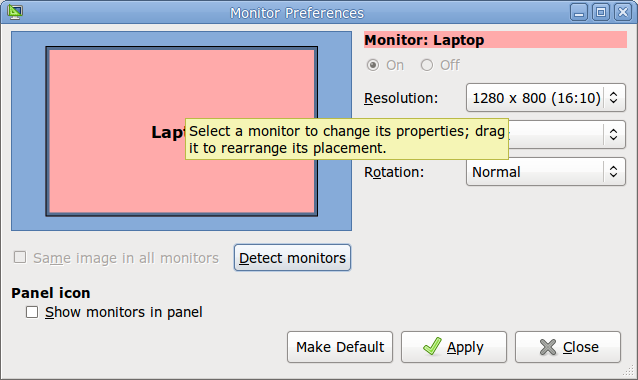 Monitor Preferences
Monitor: Laptop
On Off
Resolution: 1280 x 800 (16:10)
Select a monitor to change its properties; drag
it to rearrange its placement.
Rotation: Normal
Same image in all monitors Detect monitors
Panel icon
Show monitors in panel
Make Default Apply Close